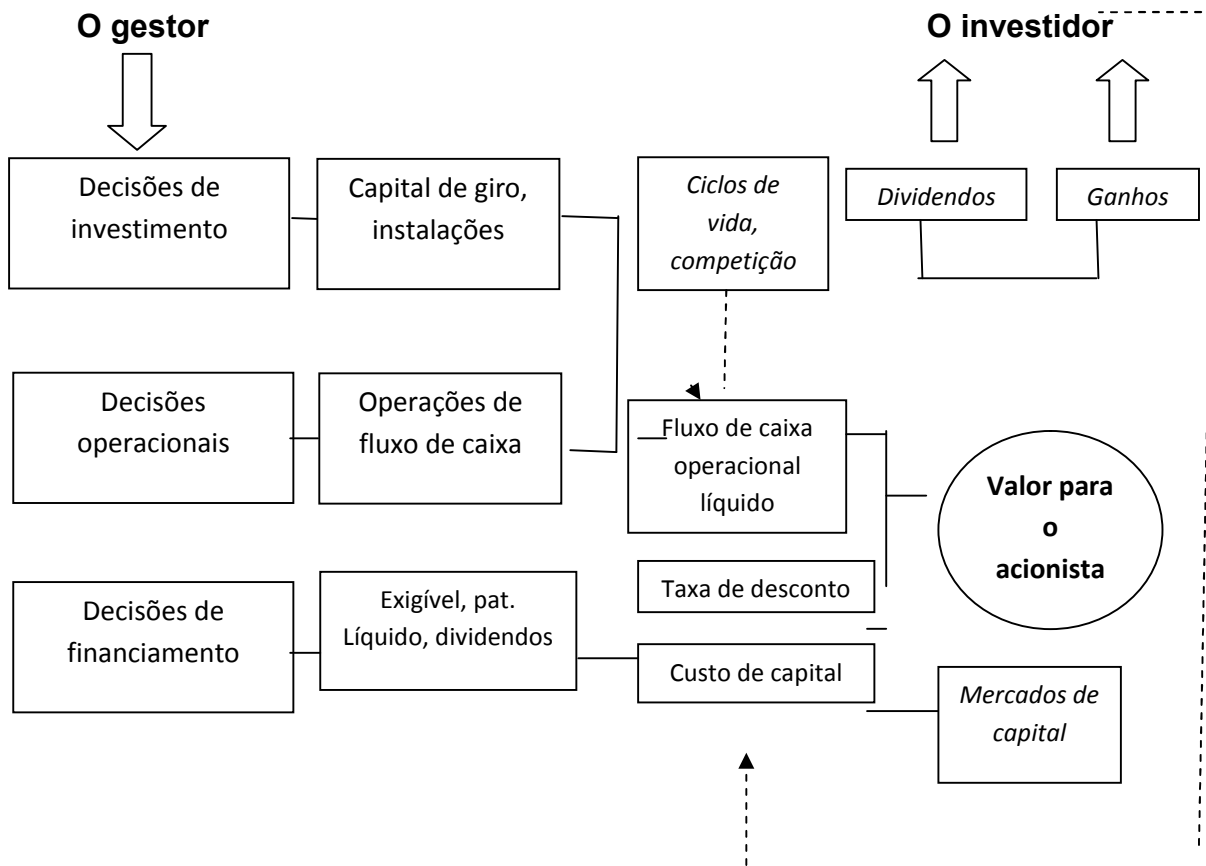 O gestor
O investidor
Decisões de
investimento
Capital de giro,
instalações
Ciclos de
vida,
competição
Dividendos
Ganhos
Decisões
operacionais
Operações de
fluxo de caixa
Fluxo de caixa
operacional
líquido
Valor para
o
acionista
Taxa de desconto
Decisões de
financiamento
Exigível, pat.
Líquido, dividendos
Custo de capital
Mercados de
capital